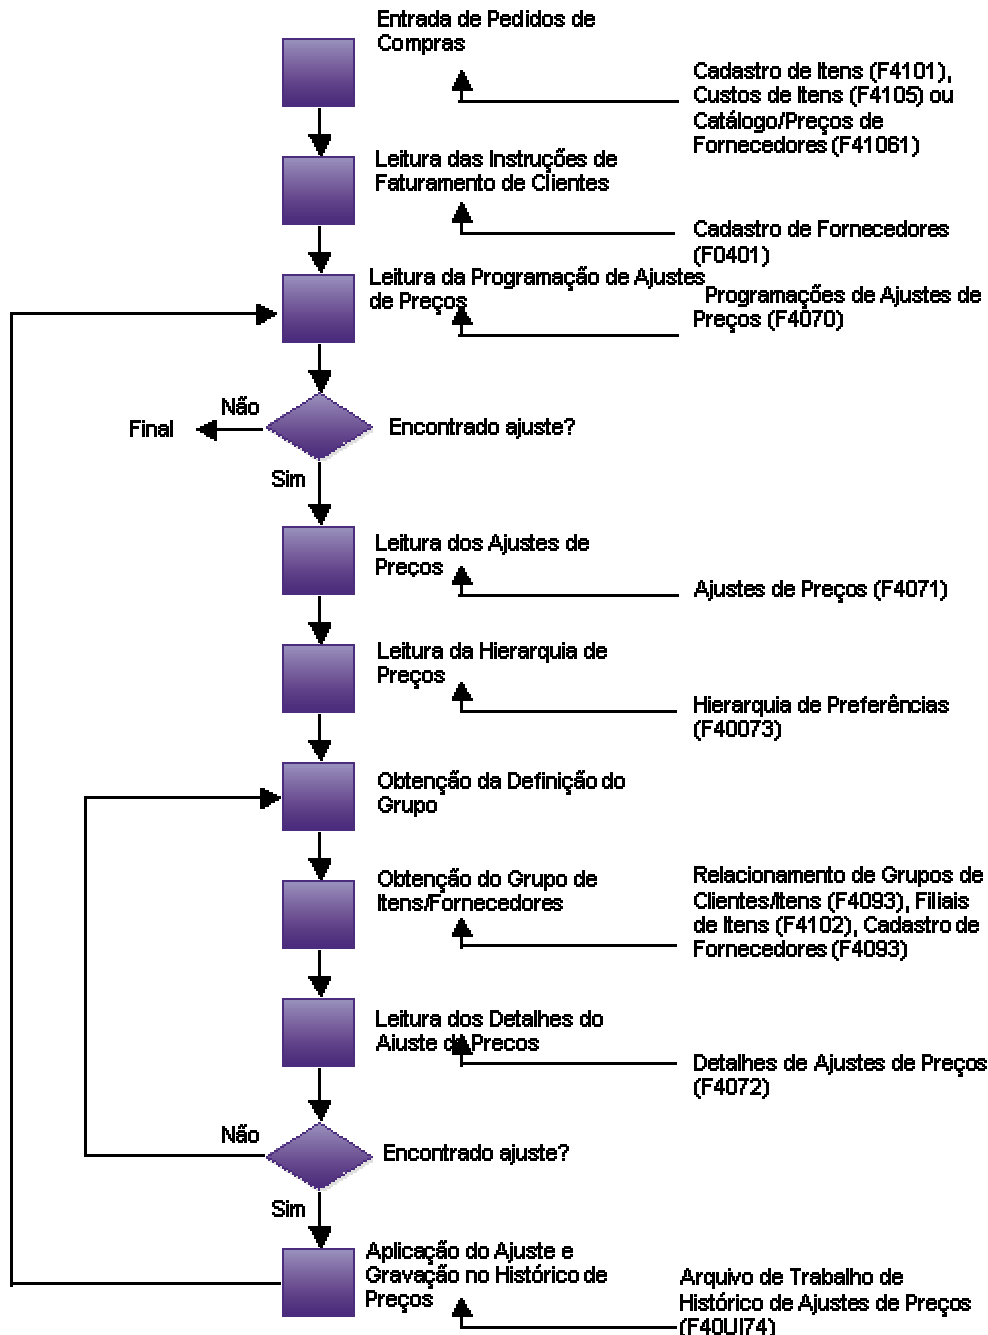 Entrada de Pedidos de
Compras
Cadastro de Itens (F4101),
Custos de Itens (F4105) ou
Catálogo/Preços de
Fornecedores (F41061)
Leitura das Instruções de
Faturamento de Clientes
Cadastro de Fornecedores
(F0401)
Leitura da Programação de Ajustes
de Preços
Programações de Ajustes de
Preços (F4070)
Não
Final
Encontrado ajuste?
Sim
Leitura dos Ajustes de
Preços
Ajustes de Preços (F4071)
Leitura da Hierarquia de
Preços
Hierarquia de Preferências
(F40073)
Obtenção da Definição do
Grupo
Obtenção do Grupo de
Itens/Fornecedores
Relacionamento de Grupos de
Clientes/Itens (F4093), Filiais
de Itens (F4102), Cadastro de
Fornecedores (F4093)
Leitura dos Detalhes do
Ajuste de Preços
Detalhes de Ajustes de Preços
(F4072)
Não
Encontrado ajuste?
Sim
Aplicação do Ajuste e
Gravação no Histórico de
Preços
Arquivo de Trabalho de
Histórico de Ajustes de Preços
(F40UI74)